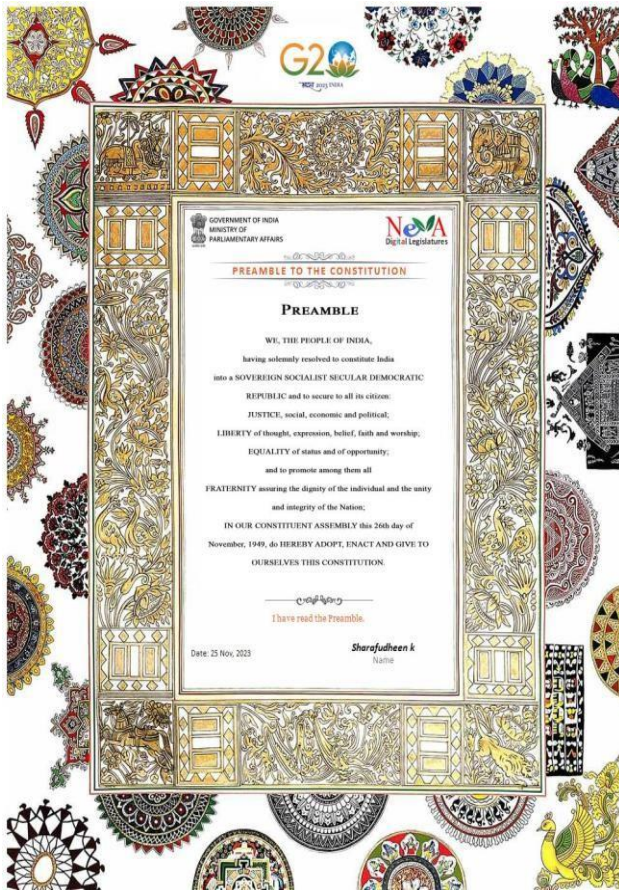 G20
भारत 2023 INDIA
GOVERNMENT OF INDIA
MINISTRY OF
PARLIAMENTARY AFFAIRS
NeVA
Digital Legislatures
PREAMBLE TO THE CONSTITUTION
PREAMBLE
WE, THE PEOPLE OF INDIA,
having solemnly resolved to constitute India
into a SOVEREIGN SOCIALIST SECULAR DEMOCRATIC
REPUBLIC and to secure to all its citizen:
JUSTICE, social, economic and political;
LIBERTY of thought, expression, belief, faith and worship;
EQUALITY of status and of opportunity;
and to promote among them all
FRATERNITY assuring the dignity of the individual and the unity
and integrity of the Nation;
IN OUR CONSTITUENT ASSEMBLY this 26th day of
November, 1949, do HEREBY ADOPT, ENACT AND GIVE TO
OURSELVES THIS CONSTITUTION.
I have read the Preamble.
Date: 25 Nov, 2023
Sharafudheen k
Name